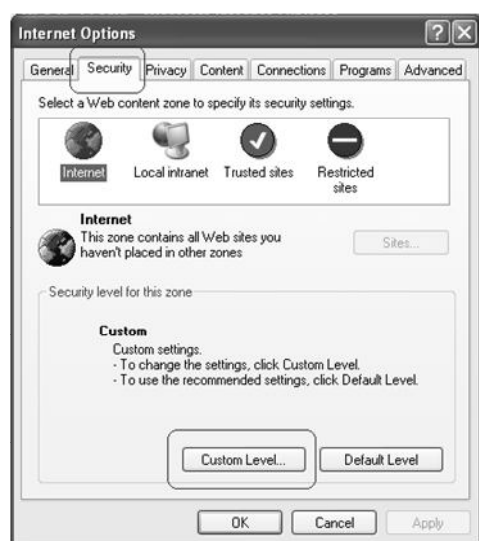 Internet Options
General Security Privacy Content Connections Programs Advanced
Select a Web content zone to specify its security settings.
Internet Local intranet Trusted sites Restricted
sites
Internet
This zone contains all Web sites you
haven't placed in other zones
Sites...
Security level for this zone
Custom
Custom settings.
- To change the settings, click Custom Level.
- To use the recommended settings, click Default Level.
Custom Level... Default Level
OK Cancel Apply